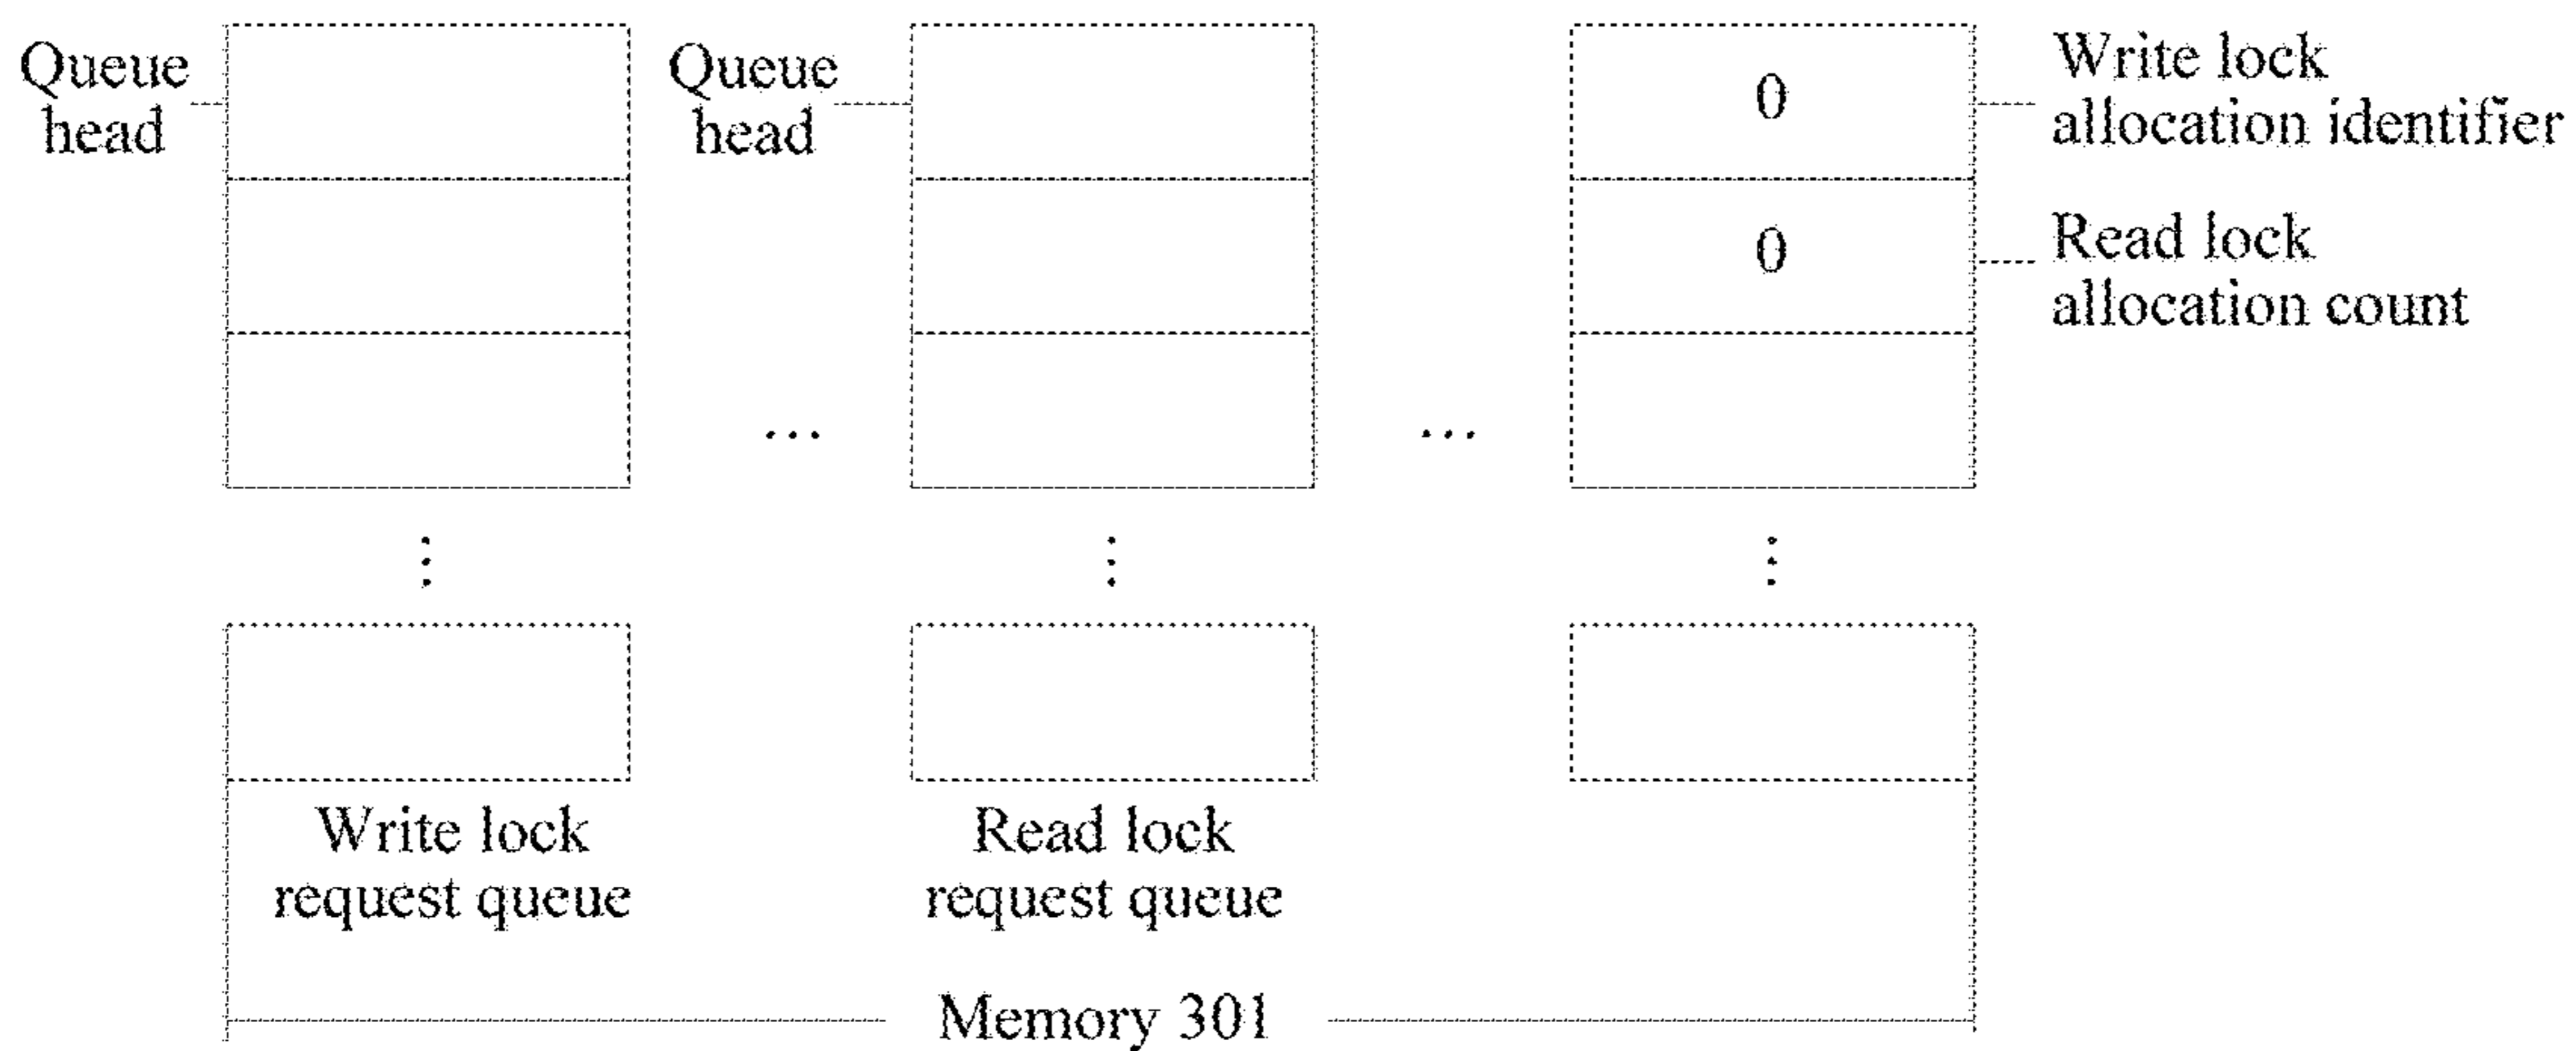 Queue
head
Queue
head
0
Write lock
allocation identifier
0
Read lock
allocation count
...
...
Write lock
request queue
Read lock
request queue
Memory 301